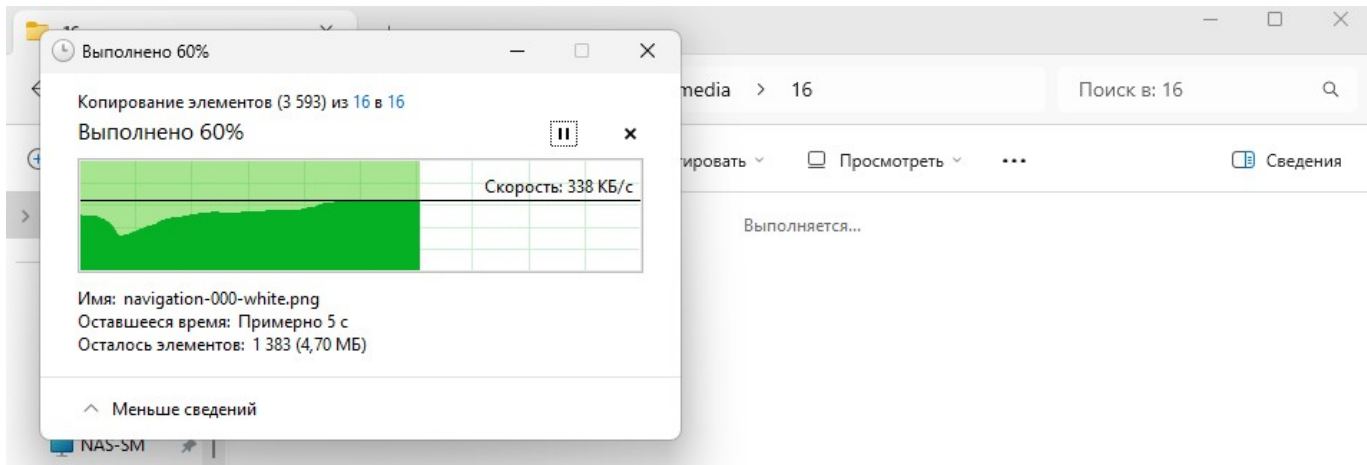 Выполнено 60%
Копирование элементов (3 593) из 16 в 16
Выполнено 60%
Скорость: 338 КБ/с
Имя: navigation-000-white.png
Оставшееся время: Примерно 5 с
Осталось элементов: 1 383 (4,70 МБ)
Меньше сведений
NAS-SM
media > 16
Поиск в: 16
ировать
Просмотреть
Сведения
Выполняется...